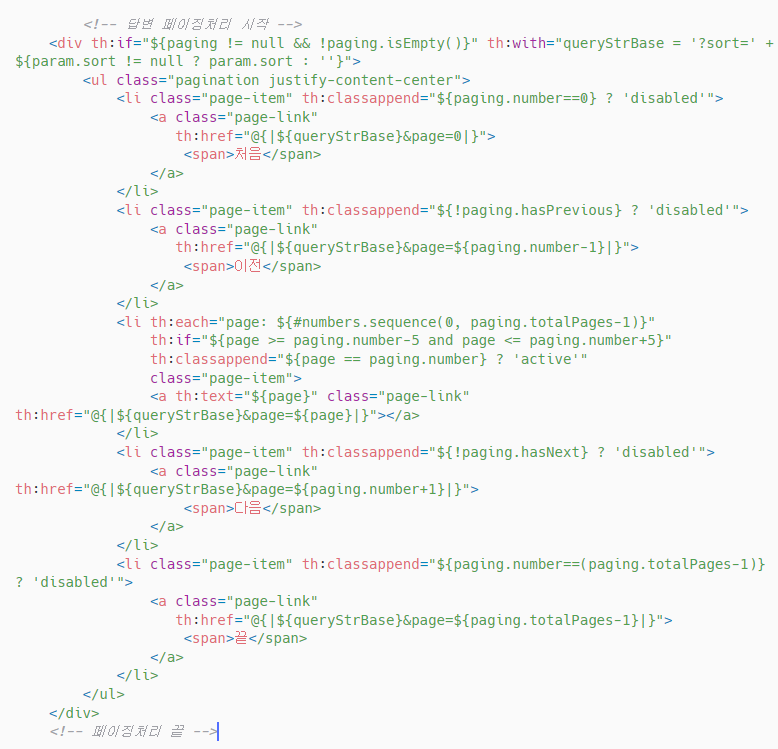 <!-- 답변 페이징처리 시작 -->
<div th:if="${paging != null && !paging.isEmpty()}" th:with="queryStrBase = '?sort=' +
${param.sort != null ? param.sort : ''}">
<ul class="pagination justify-content-center">
<li class="page-item" th:classappend="${paging.number==0} ? 'disabled'">
<a class="page-link"
th:href="@{|${queryStrBase}&page=0|}">
<span>처음</span>
</a>
</li>
<li class="page-item" th:classappend="${!paging.hasPrevious} ? 'disabled'">
<a class="page-link"
th:href="@{|${queryStrBase}&page=${paging.number-1}|}">
<span>이전</span>
</a>
</li>
<li th:each="page: ${#numbers.sequence(0, paging.totalPages-1)}"
th:if="${page >= paging.number-5 and page <= paging.number+5}"
th:classappend="${page == paging.number} ? 'active'"
class="page-item">
<a th:text="${page}" class="page-link"
th:href="@{|${queryStrBase}&page=${page}|}"></a>
</li>
<li class="page-item" th:classappend="${!paging.hasNext} ? 'disabled'">
<a class="page-link"
th:href="@{|${queryStrBase}&page=${paging.number+1}|}">
<span>다음</span>
</a>
</li>
<li class="page-item" th:classappend="${paging.number==(paging.totalPages-1)}
? 'disabled'">
<a class="page-link"
th:href="@{|${queryStrBase}&page=${paging.totalPages-1}|}">
<span>끝</span>
</a>
</li>
</ul>
</div>
<!-- 페이징처리 끝 -->